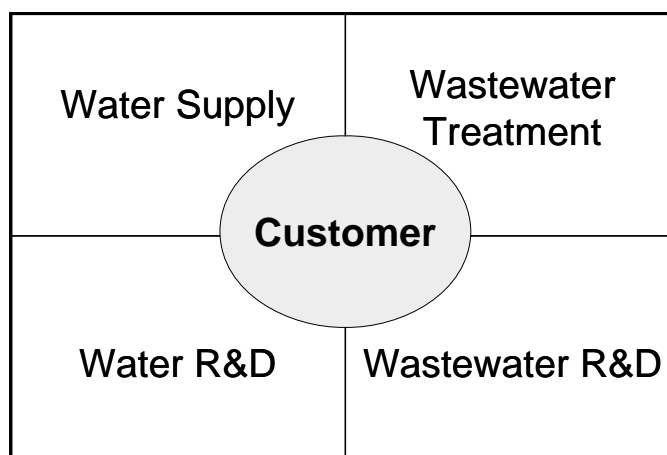 Water Supply
Wastewater
Treatment
Customer
Water R&D
Wastewater R&D